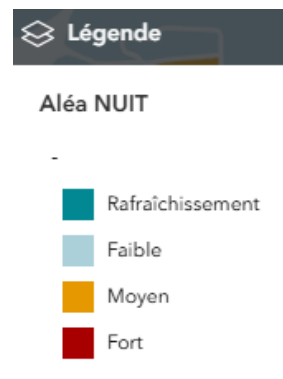 Légende
Aléa NUIT
-
Rafraîchissement
Faible
Moyen
Fort